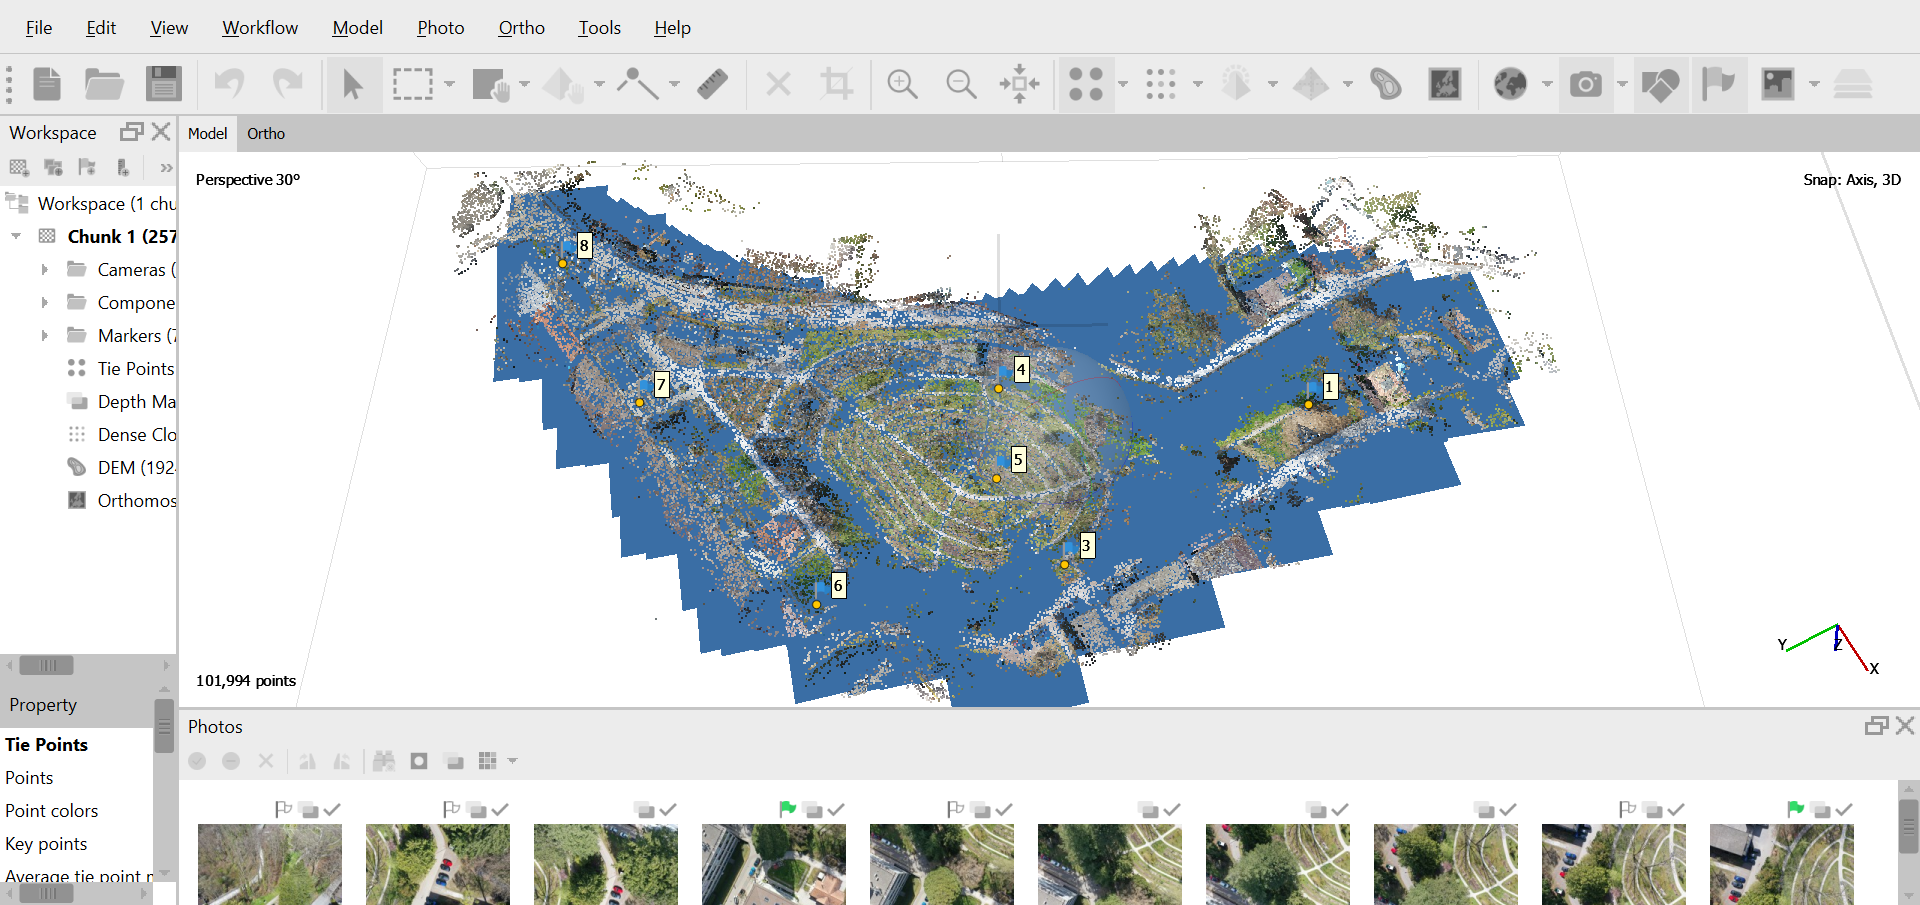 File Edit View Workflow Model Photo Ortho Tools Help
Workspace
Model Ortho
Perspective 30°
Snap: Axis, 3D
Workspace (1 chu
Chunk 1 (257
Cameras (
Compone
Markers (7
Tie Points
Depth Ma
Dense Clo
DEM (192
Orthomos
8
4
7
1
5
3
6
Y
Z
X
101,994 points
Property
Tie Points
Points
Point colors
Key points
Average tie point
Photos